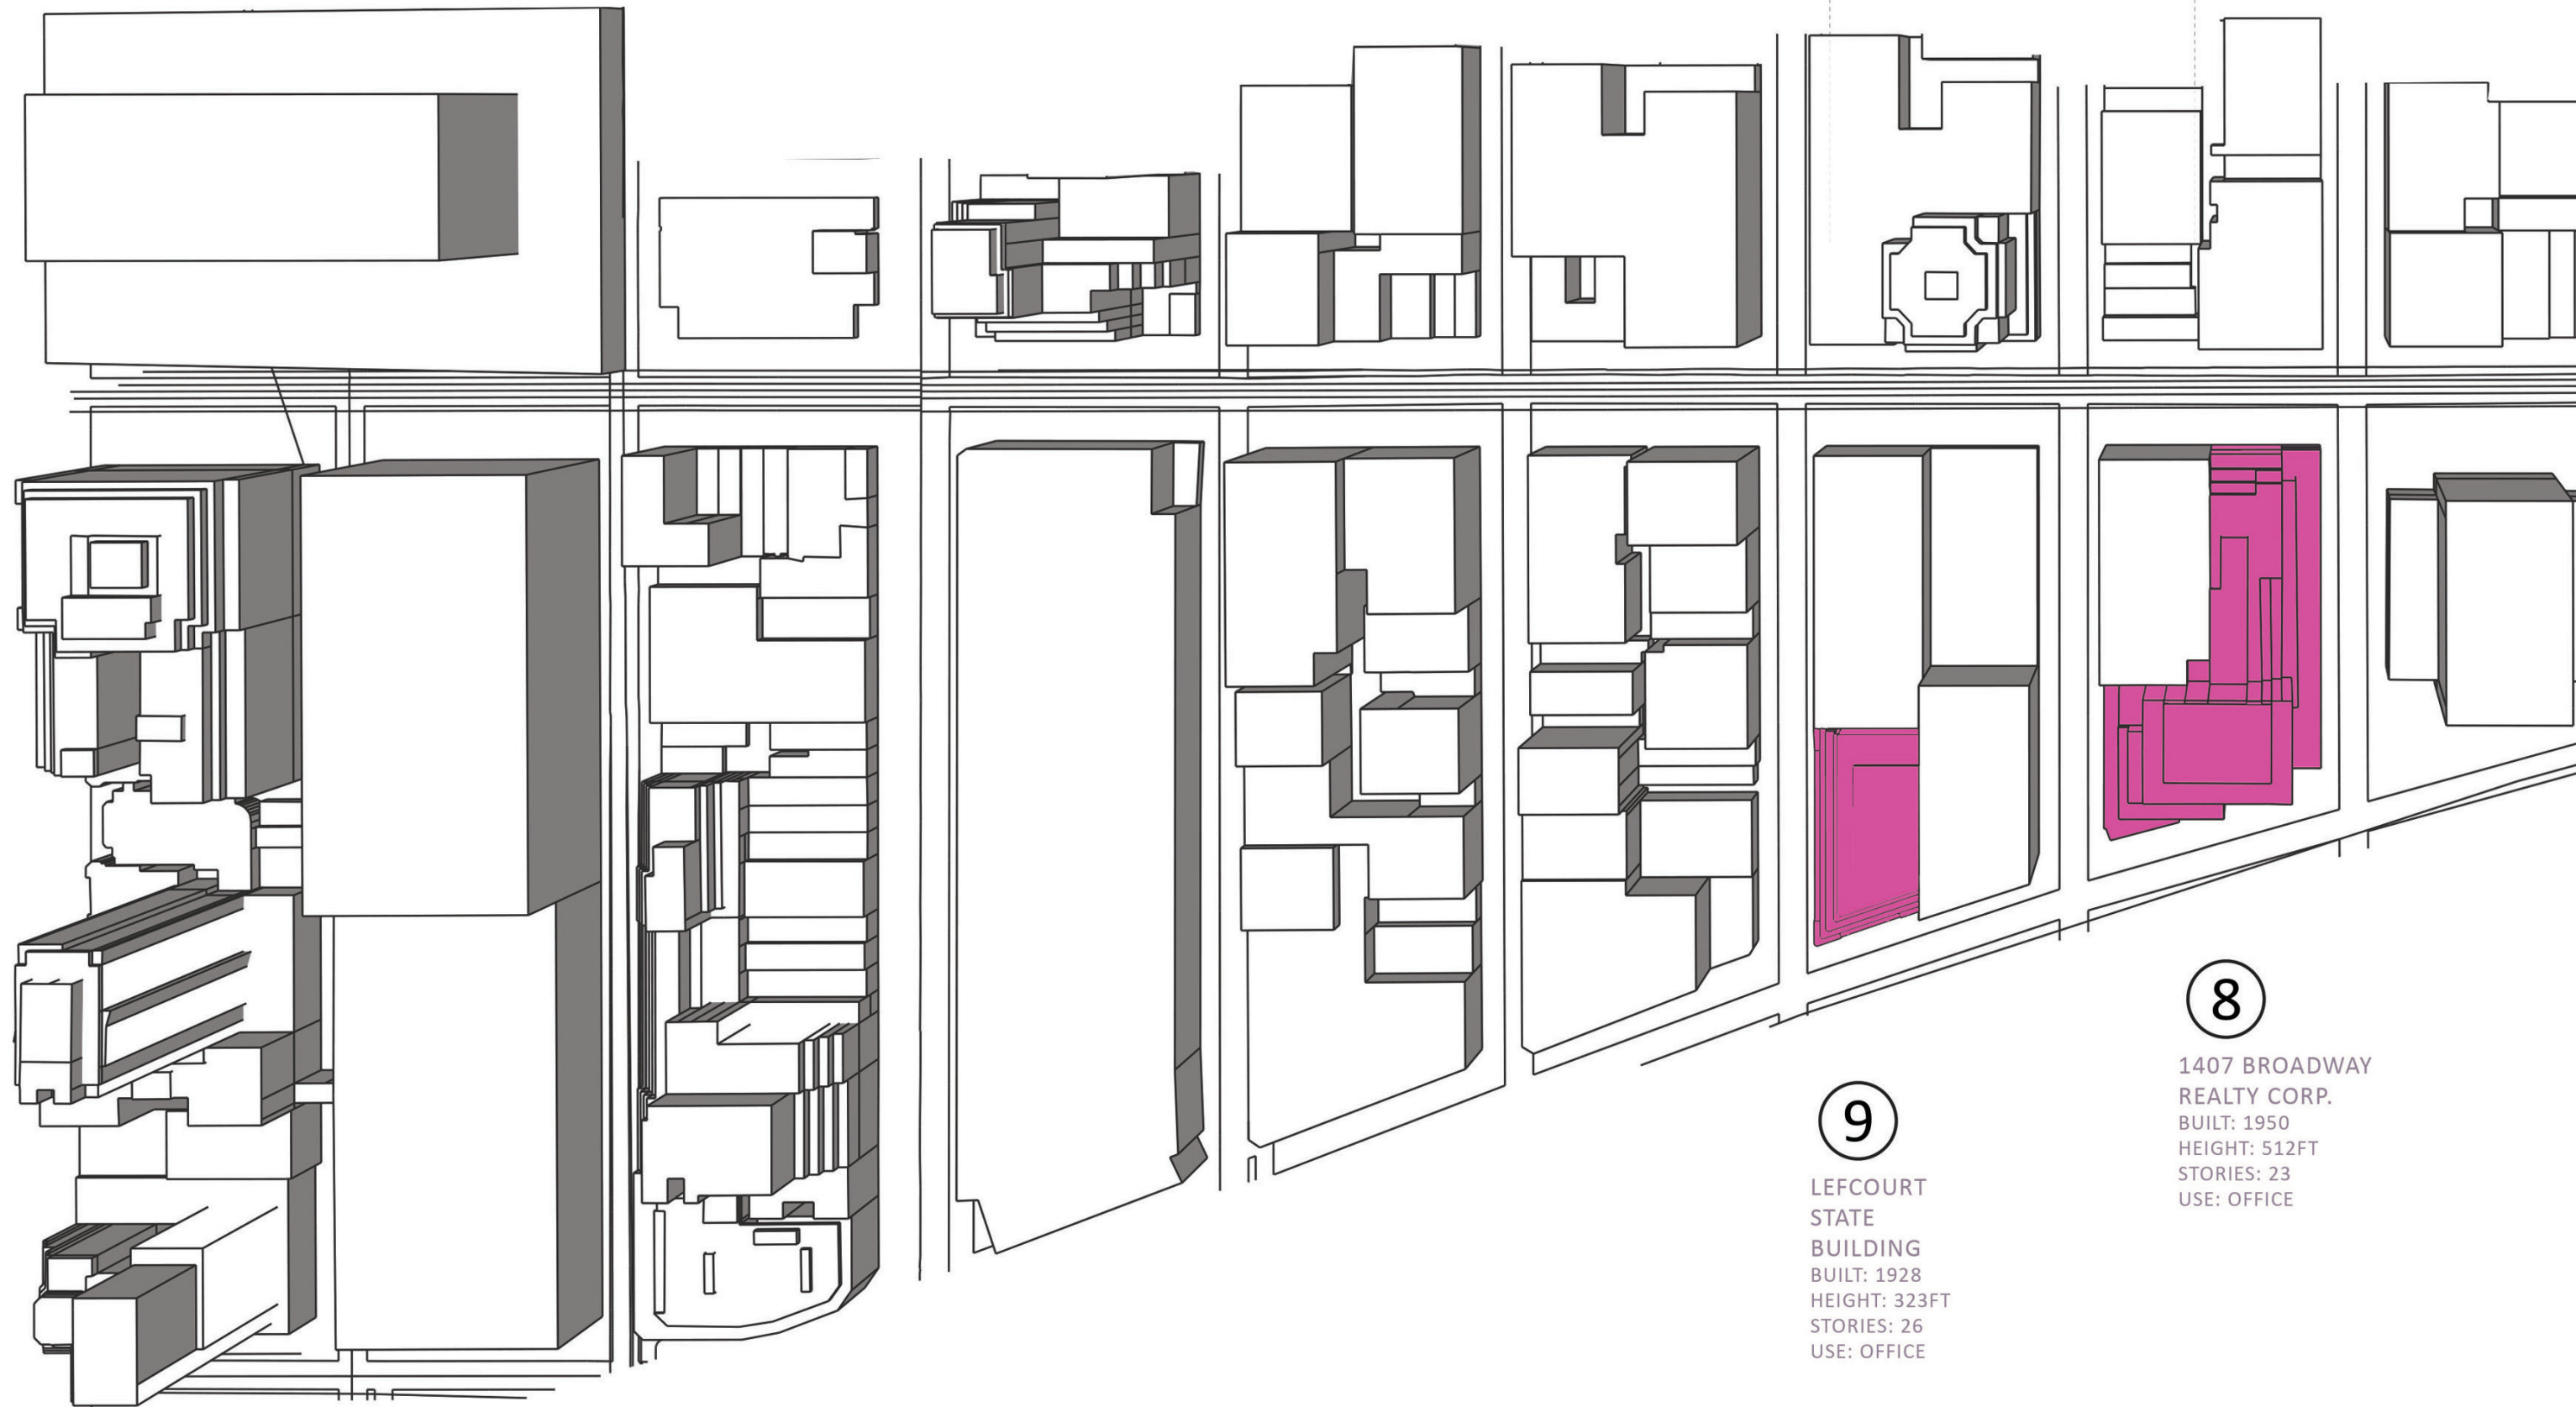 8
1407 BROADWAY
REALTY CORP.
BUILT: 1950
HEIGHT: 512FT
STORIES: 23
USE: OFFICE
9
LEFCOURT
STATE
BUILDING
BUILT: 1928
HEIGHT: 323FT
STORIES: 26
USE: OFFICE